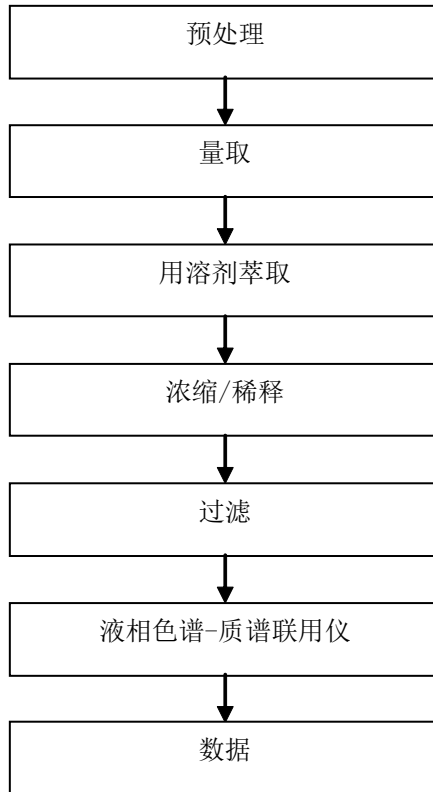 预处理
量取
用溶剂萃取
浓缩/稀释
过滤
液相色谱-质谱联用仪
数据